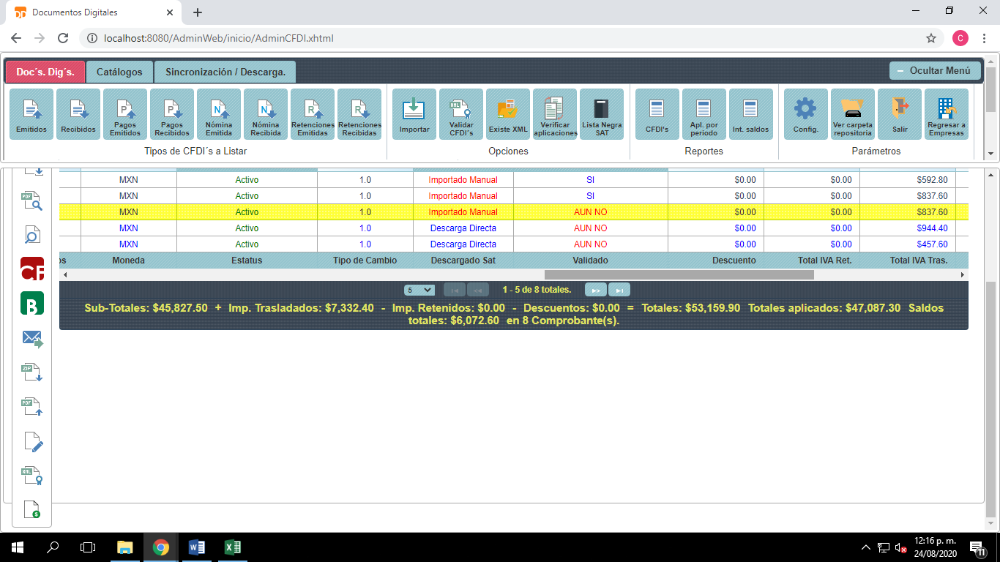 Documentos Digitales
localhost:8080/AdminWeb/inicio/AdminCFDI.xhtml
C
Doc´s. Dig´s.
Catálogos
Sincronización / Descarga.
Ocultar Menú
Emitidos
Recibidos
Pagos Emitidos
Pagos Recibidos
Nómina Emitida
Nómina Recibida
Retenciones Emitidas
Retenciones Recibidas
Tipos de CFDI´s a Listar
Importar
Validar CFDI´s
Existe XML
Verificar aplicaciones
Lista Negra SAT
Opciones
CFDI's
Apl. por periodo
Int. saldos
Reportes
Config.
Ver carpeta repositoria
Salir
Regresar a Empresas
Parámetros
MXN Activo 1.0 Importado Manual SI $0.00 $0.00 $592.80
MXN Activo 1.0 Importado Manual SI $0.00 $0.00 $837.60
MXN Activo 1.0 Importado Manual AUN NO $0.00 $0.00 $837.60
MXN Activo 1.0 Descarga Directa AUN NO $0.00 $0.00 $944.40
MXN Activo 1.0 Descarga Directa AUN NO $0.00 $0.00 $457.60
os Moneda Estatus Tipo de Cambio Descargado Sat Validado Descuento Total IVA Ret. Total IVA Tras.
5 1 - 5 de 8 totales.
Sub-Totales: $45,827.50 + Imp. Trasladados: $7,332.40 - Imp. Retenidos: $0.00 - Descuentos: $0.00 = Totales: $53,159.90 Totales aplicados: $47,087.30 Saldos
totales: $6,072.60 en 8 Comprobante(s).
PDF
CF
B
ZIP
PDF
XML
12:16 p. m.
24/08/2020
11